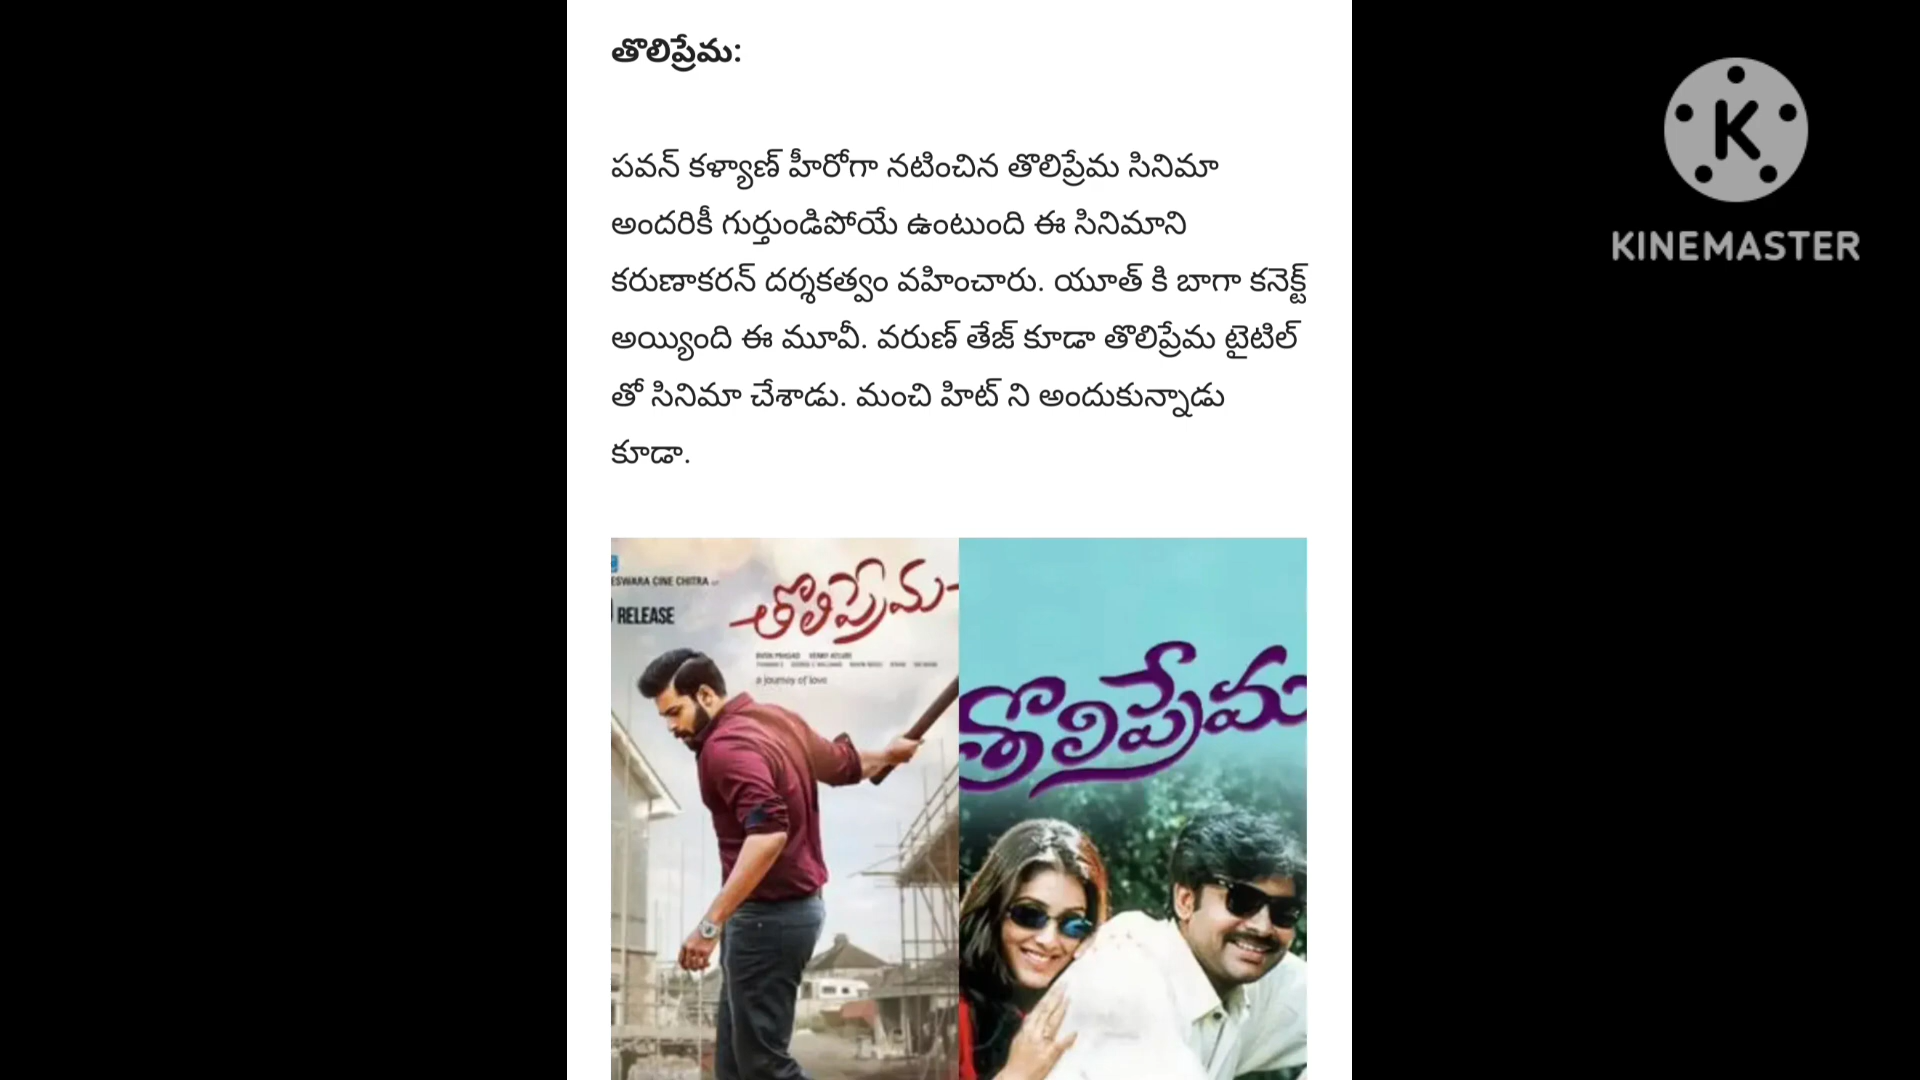 తొలిప్రేమ:
పవన్ కళ్యాణ్ హీరోగా నటించిన తొలిప్రేమ సినిమా
అందరికీ గుర్తుండిపోయే ఉంటుంది ఈ సినిమాని
కరుణాకరన్ దర్శకత్వం వహించారు. యూత్ కి బాగా కనెక్ట్
అయ్యింది ఈ మూవీ. వరుణ్ తేజ్ కూడా తొలిప్రేమ టైటిల్
తో సినిమా చేశాడు. మంచి హిట్ ని అందుకున్నాడు
కూడా.
K
KINEMASTER
ESWARA CINE CHITRA
RELEASE
తొలిప్రేమ
a journey of love
తొలిప్రేమ